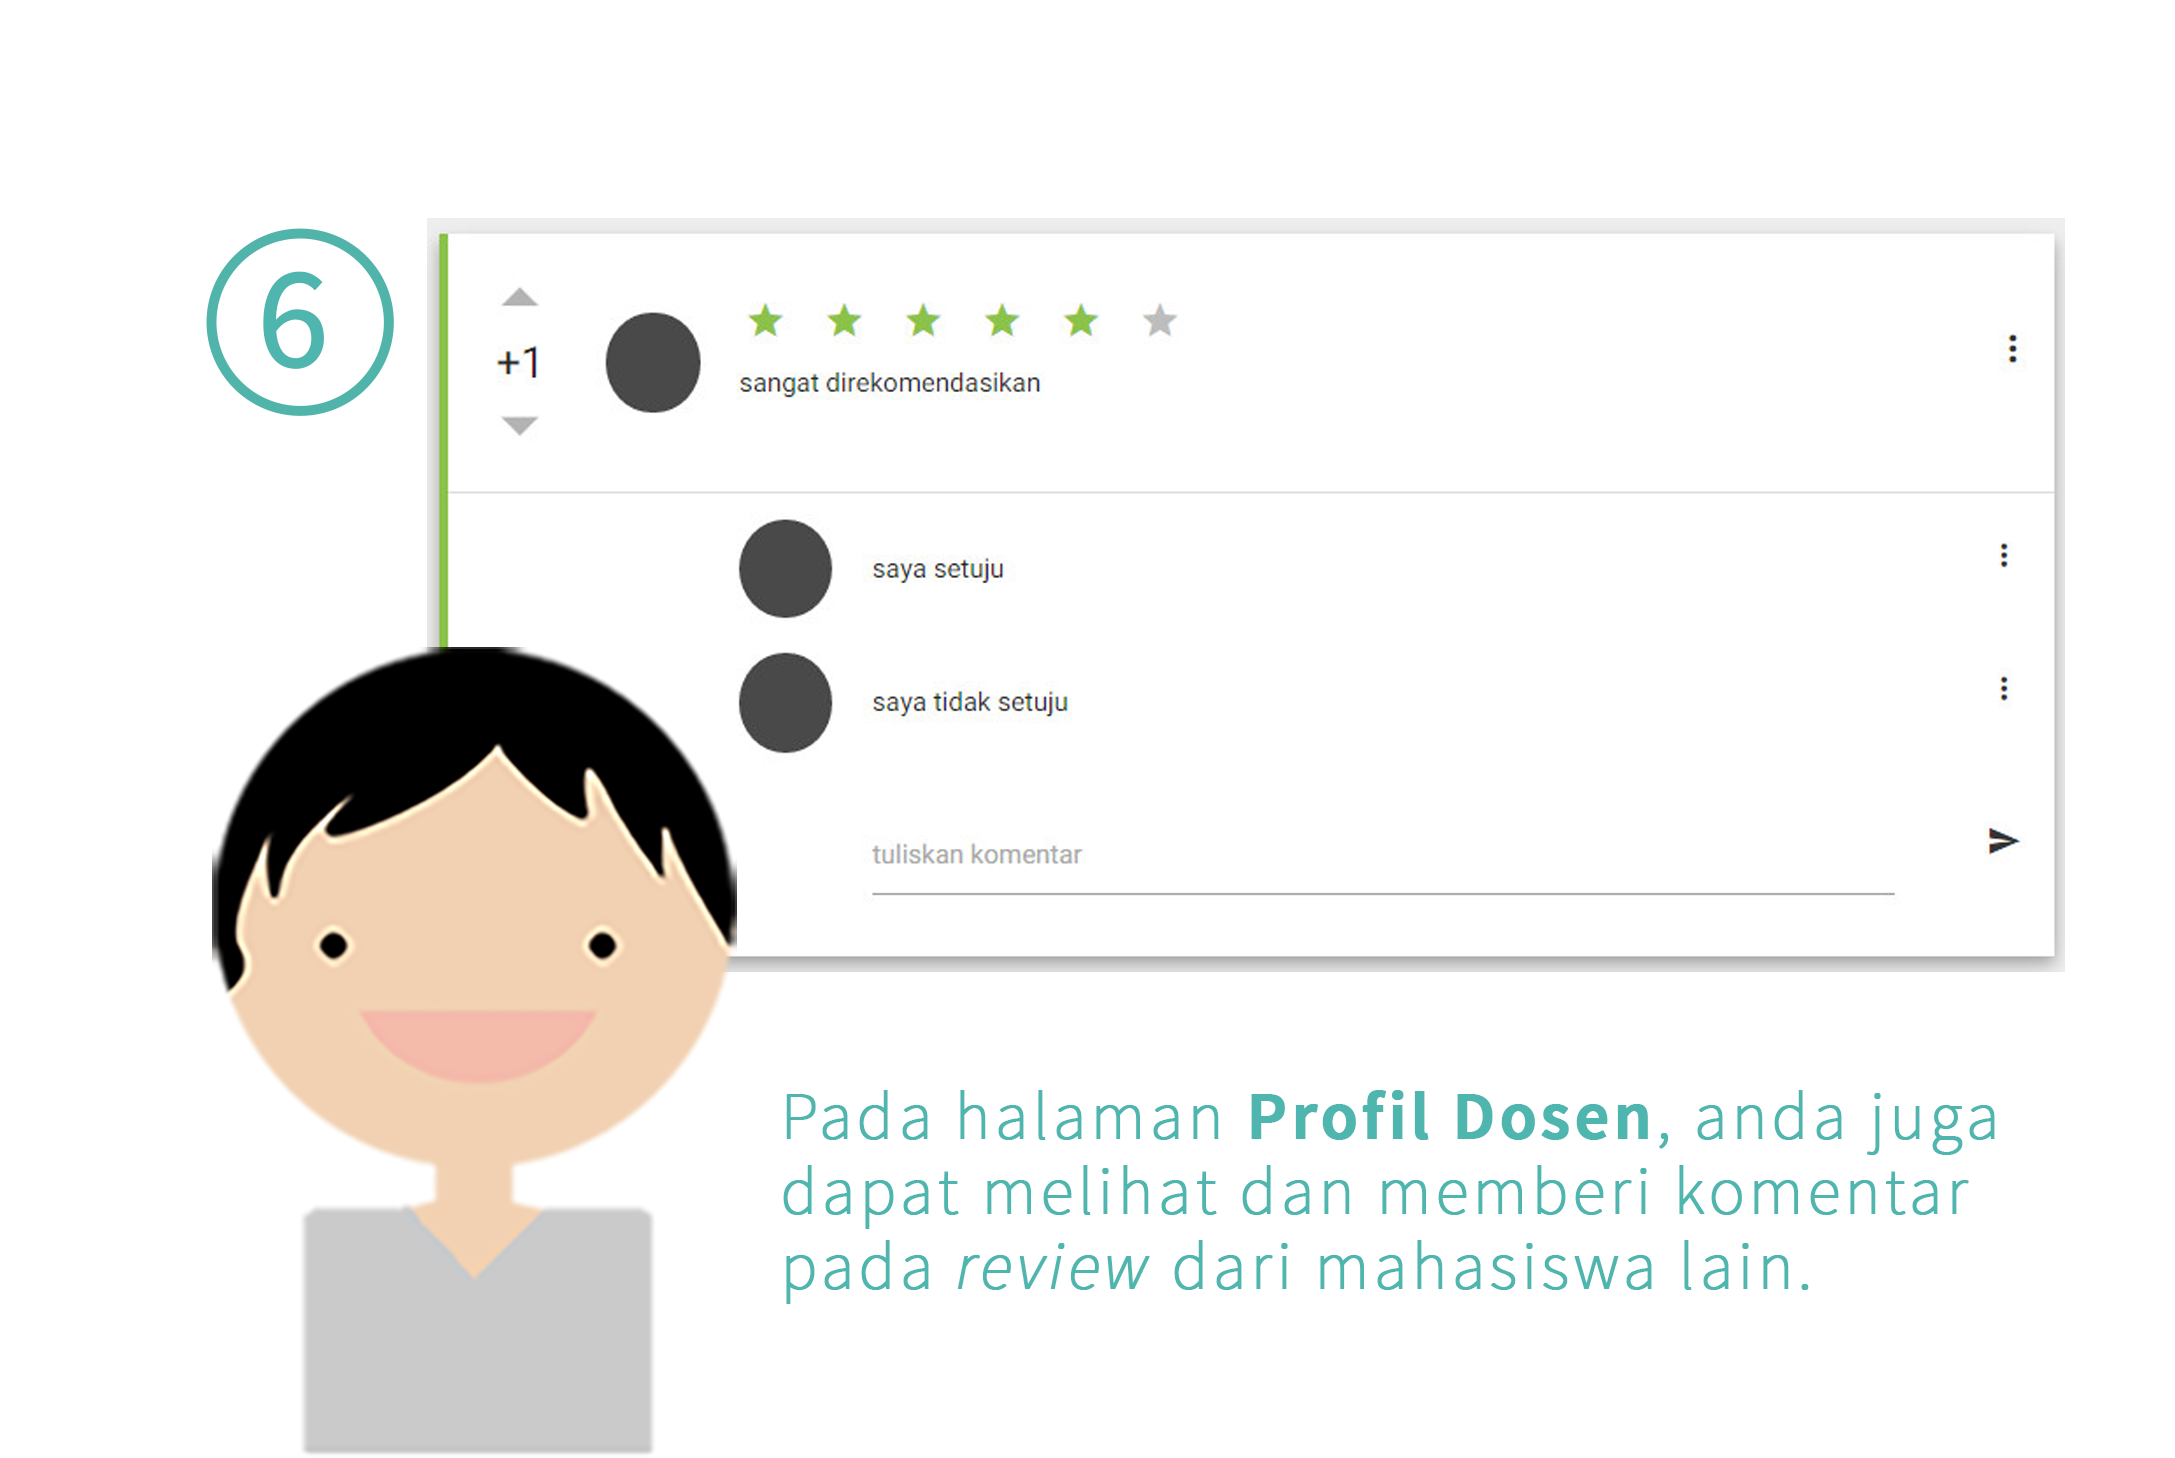 6
+1
sangat direkomendasikan
saya setuju
saya tidak setuju
tuliskan komentar
Pada halaman Profil Dosen, anda juga
dapat melihat dan memberi komentar
pada review dari mahasiswa lain.